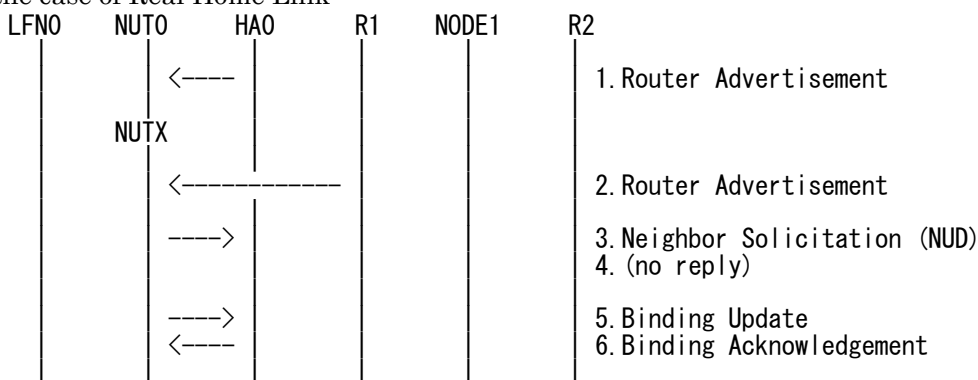 the case of Real Home Link
LFN0 NUT0 HA0 R1 NODE1 R2
1.Router Advertisement
NUTX
2.Router Advertisement
3.Neighbor Solicitation (NUD)
4.(no reply)
5.Binding Update
6.Binding Acknowledgement